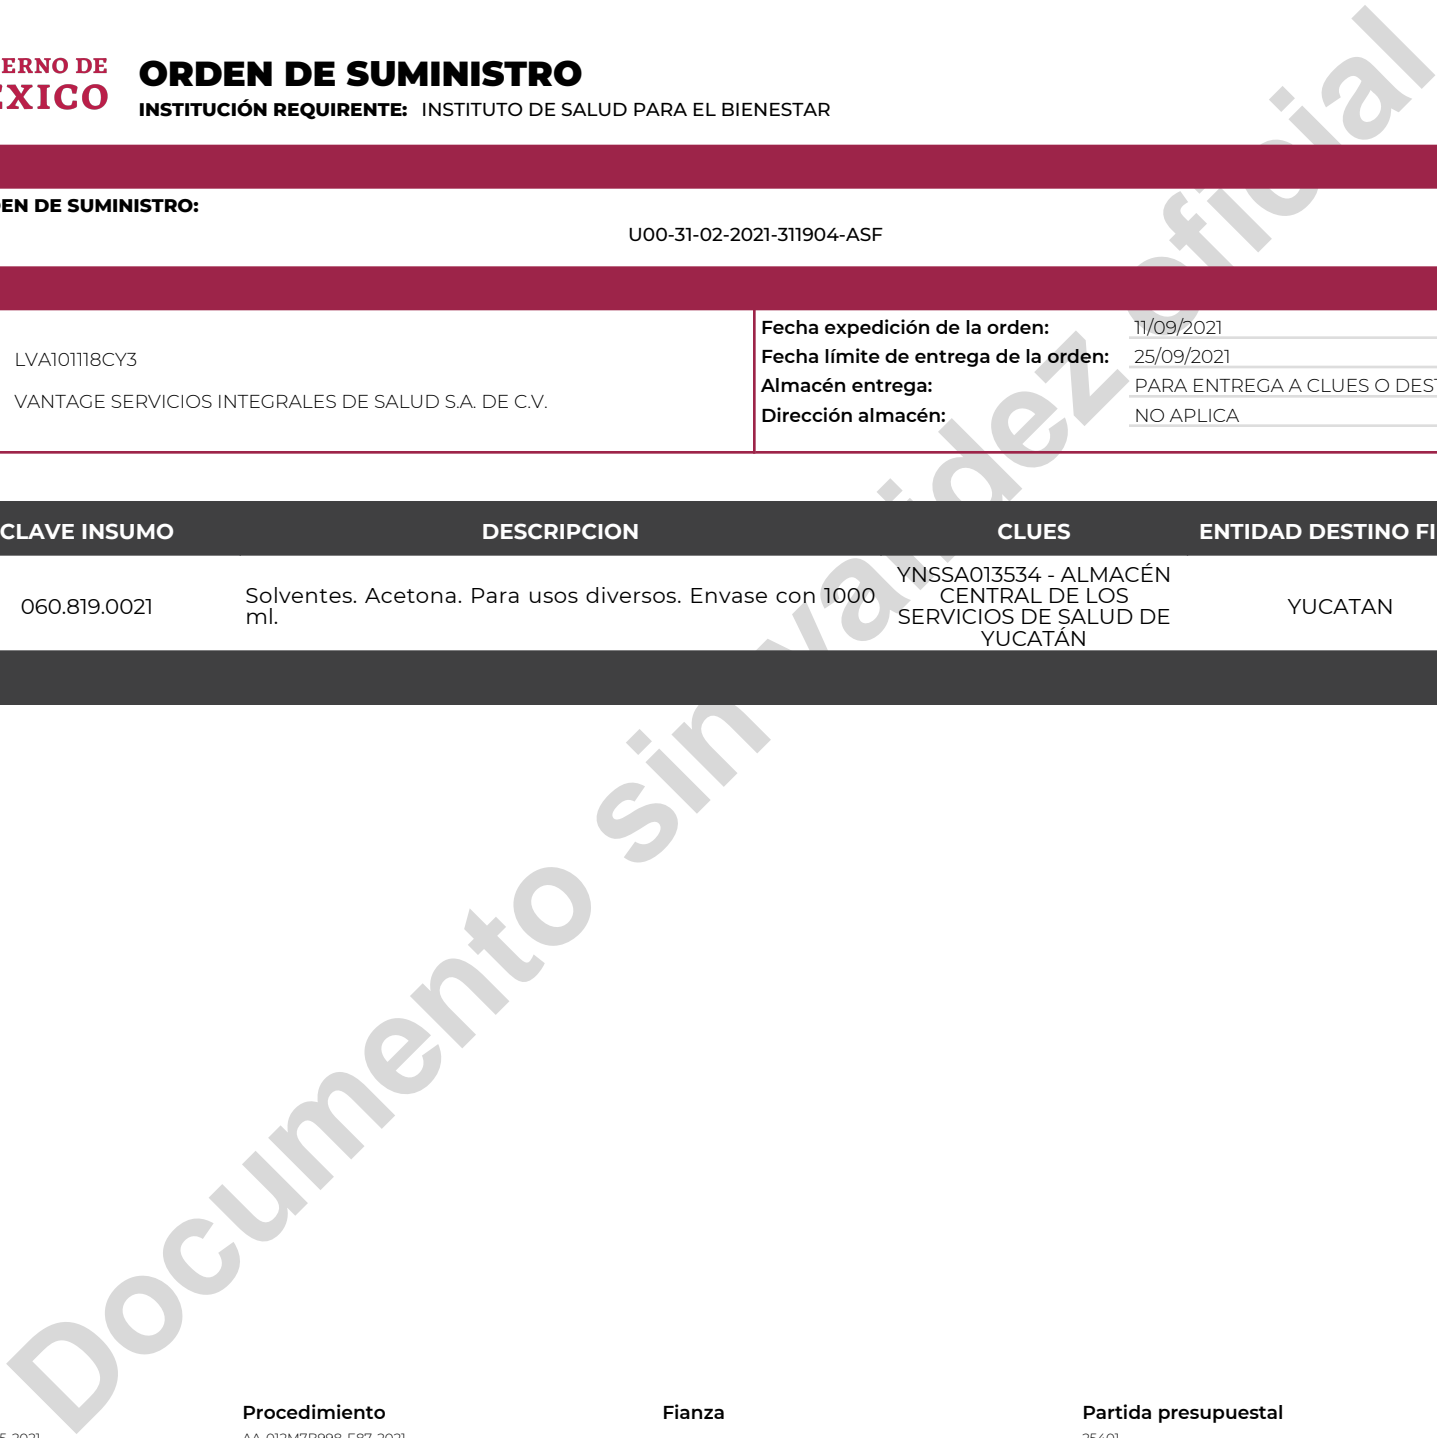 ERNO DE
EXICO
ORDEN DE SUMINISTRO
INSTITUCIÓN REQUIRENTE: INSTITUTO DE SALUD PARA EL BIENESTAR
EN DE SUMINISTRO:
U00-31-02-2021-311904-ASF
LVA101118CY3
VANTAGE SERVICIOS INTEGRALES DE SALUD S.A. DE C.V.
Fecha expedición de la orden: 11/09/2021
Fecha límite de entrega de la orden: 25/09/2021
Almacén entrega: PARA ENTREGA A CLUES O DEST
Dirección almacén: NO APLICA
CLAVE INSUMO DESCRIPCION CLUES ENTIDAD DESTINO FI
060.819.0021
Solventes. Acetona. Para usos diversos. Envase con 1000
ml.
YNSSA013534 - ALMACÉN
CENTRAL DE LOS
SERVICIOS DE SALUD DE
YUCATÁN
YUCATAN
Documento sin validez oficial
Procedimiento Fianza Partida presupuestal